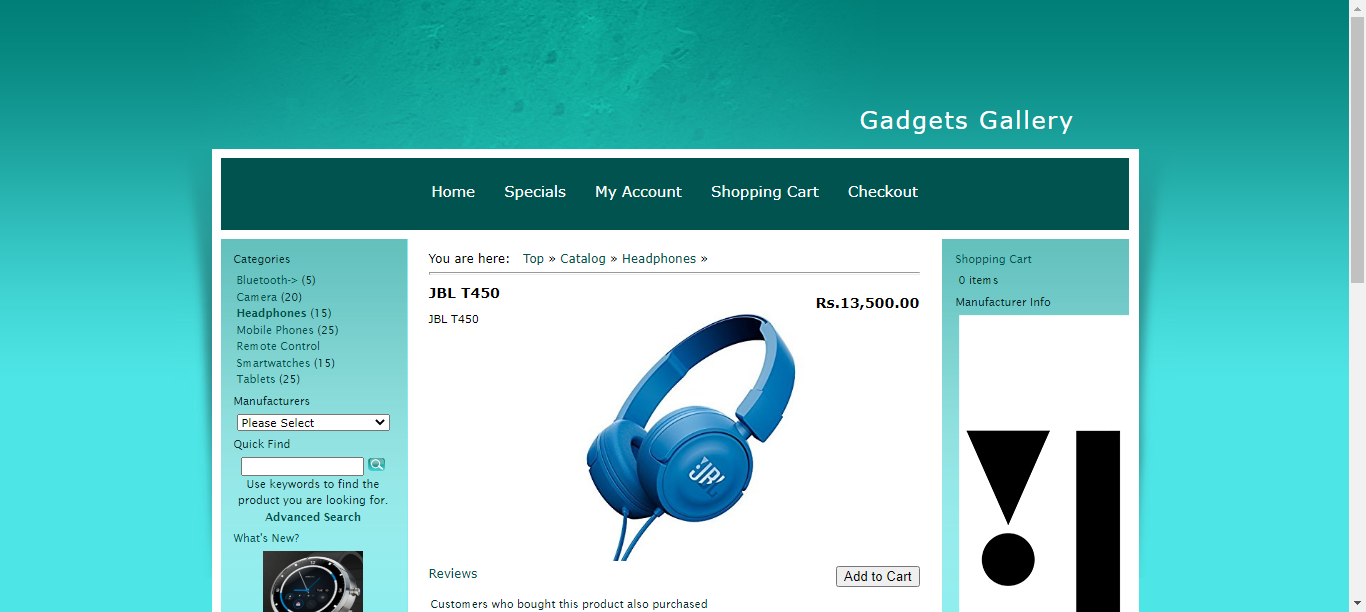 Gadgets Gallery
Home Specials My Account Shopping Cart Checkout
Categories
Bluetooth-> (5)
Camera (20)
Headphones (15)
Mobile Phones (25)
Remote Control
Smartwatches (15)
Tablets (25)
Manufacturers
Please Select
Quick Find
Use keywords to find the
product you are looking for.
Advanced Search
What's New?
You are here: Top » Catalog » Headphones »
JBL T450
Rs.13,500.00
JBL T450
JBL
Reviews
Add to Cart
Customers who bought this product also purchased
Shopping Cart
0 items
Manufacturer Info